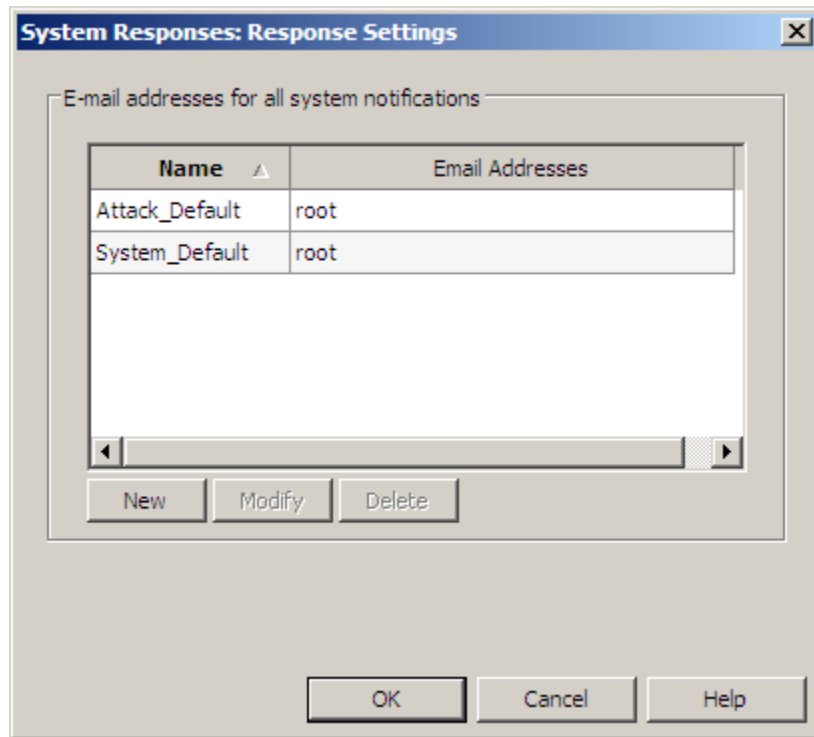 System Responses: Response Settings
E-mail addresses for all system notifications
Name Email Addresses
Attack_Default root
System_Default root
New Modify Delete
OK Cancel Help